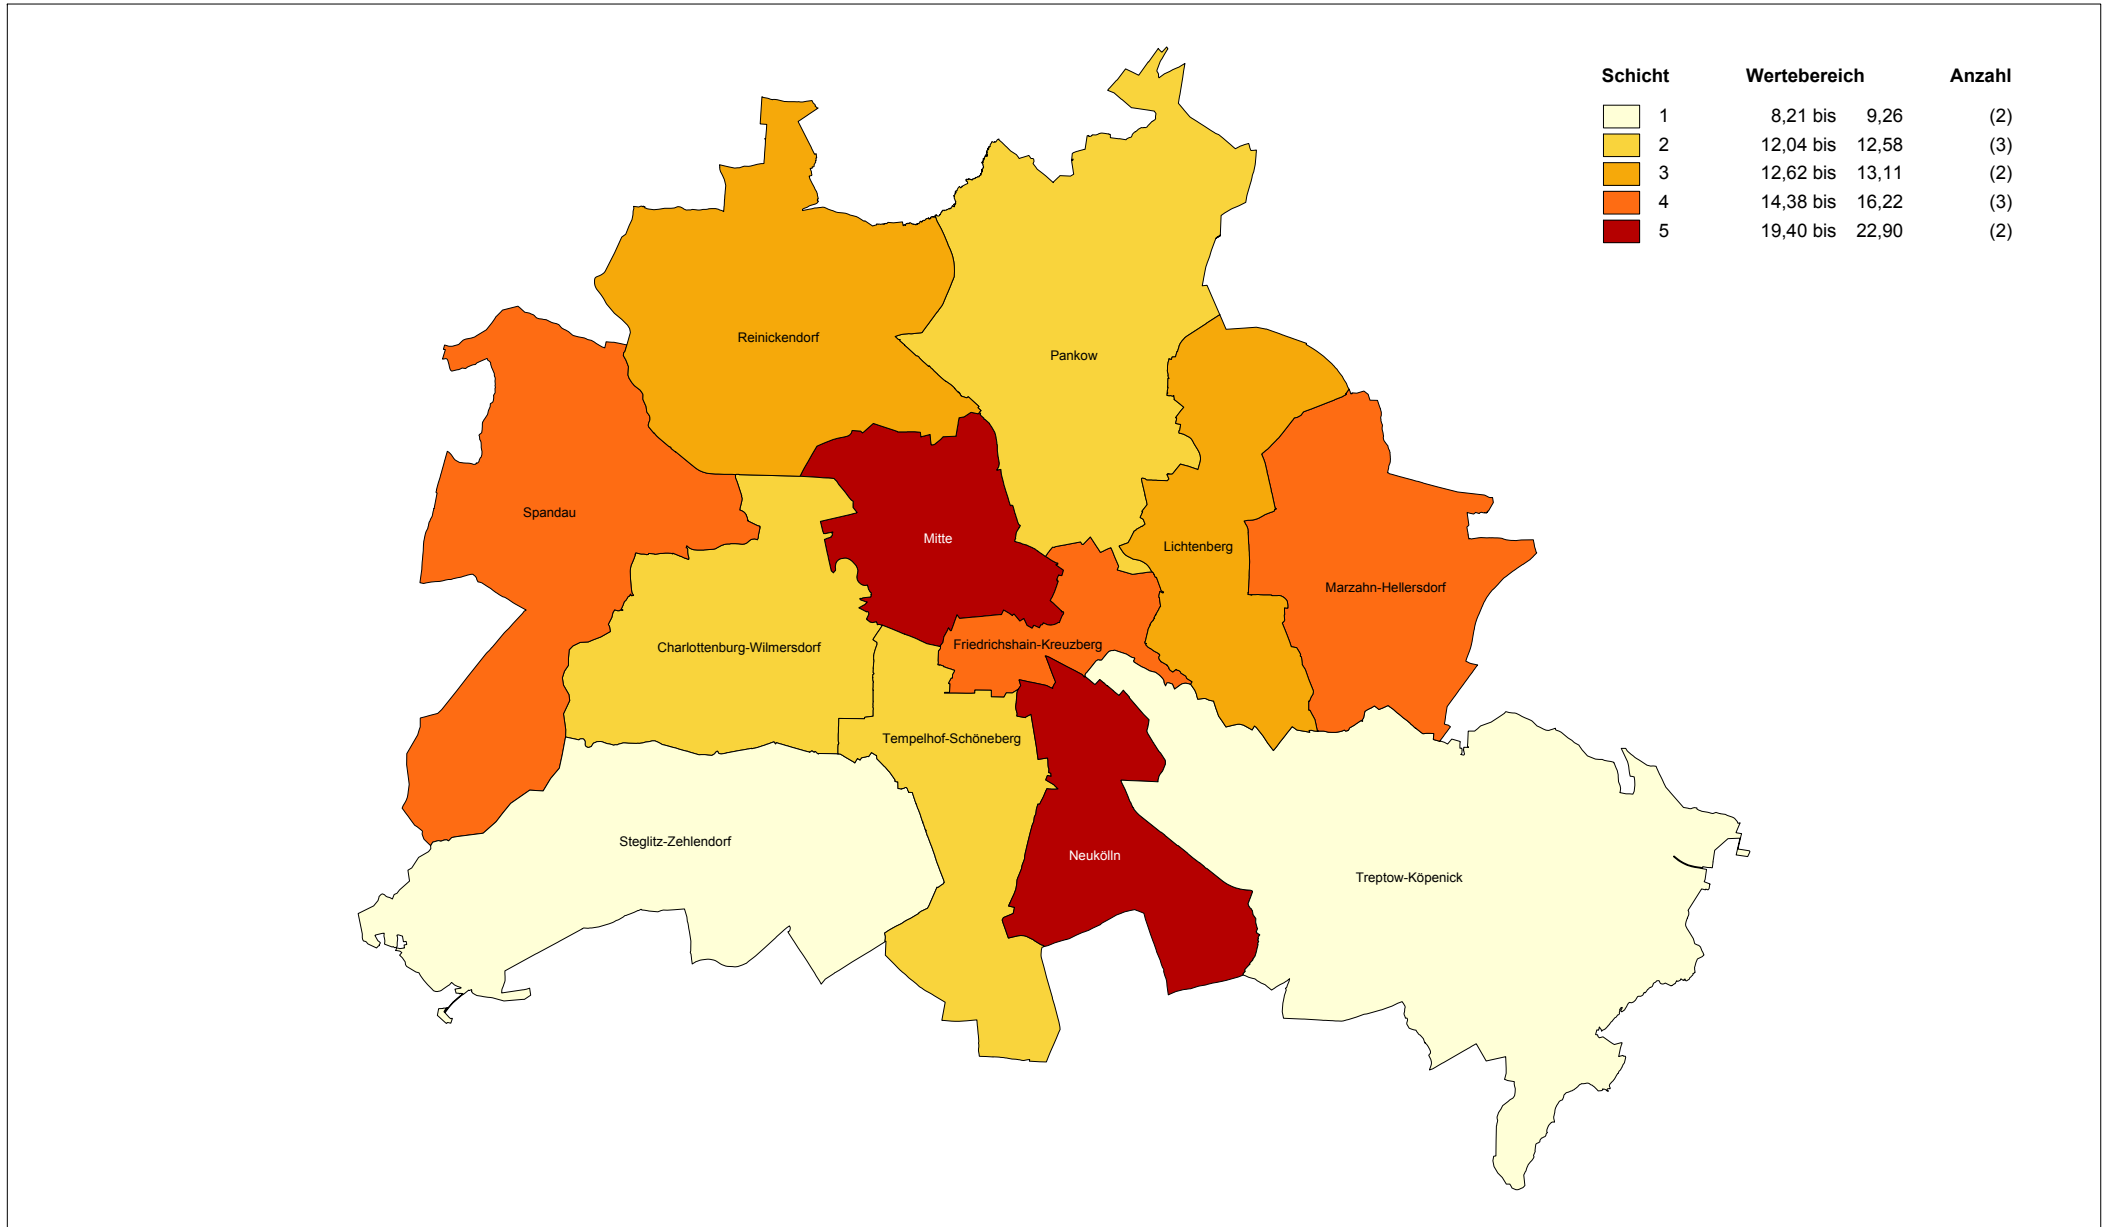 Schicht Wertebereich Anzahl
1 8,21 bis 9,26 (2)
2 12,04 bis 12,58 (3)
3 12,62 bis 13,11 (2)
4 14,38 bis 16,22 (3)
5 19,40 bis 22,90 (2)
Reinickendorf
Pankow
Spandau
Mitte
Lichtenberg
Marzahn-Hellersdorf
Charlottenburg-Wilmersdorf
Friedrichshain-Kreuzberg
Tempelhof-Schöneberg
Steglitz-Zehlendorf
Neukölln
Treptow-Köpenick